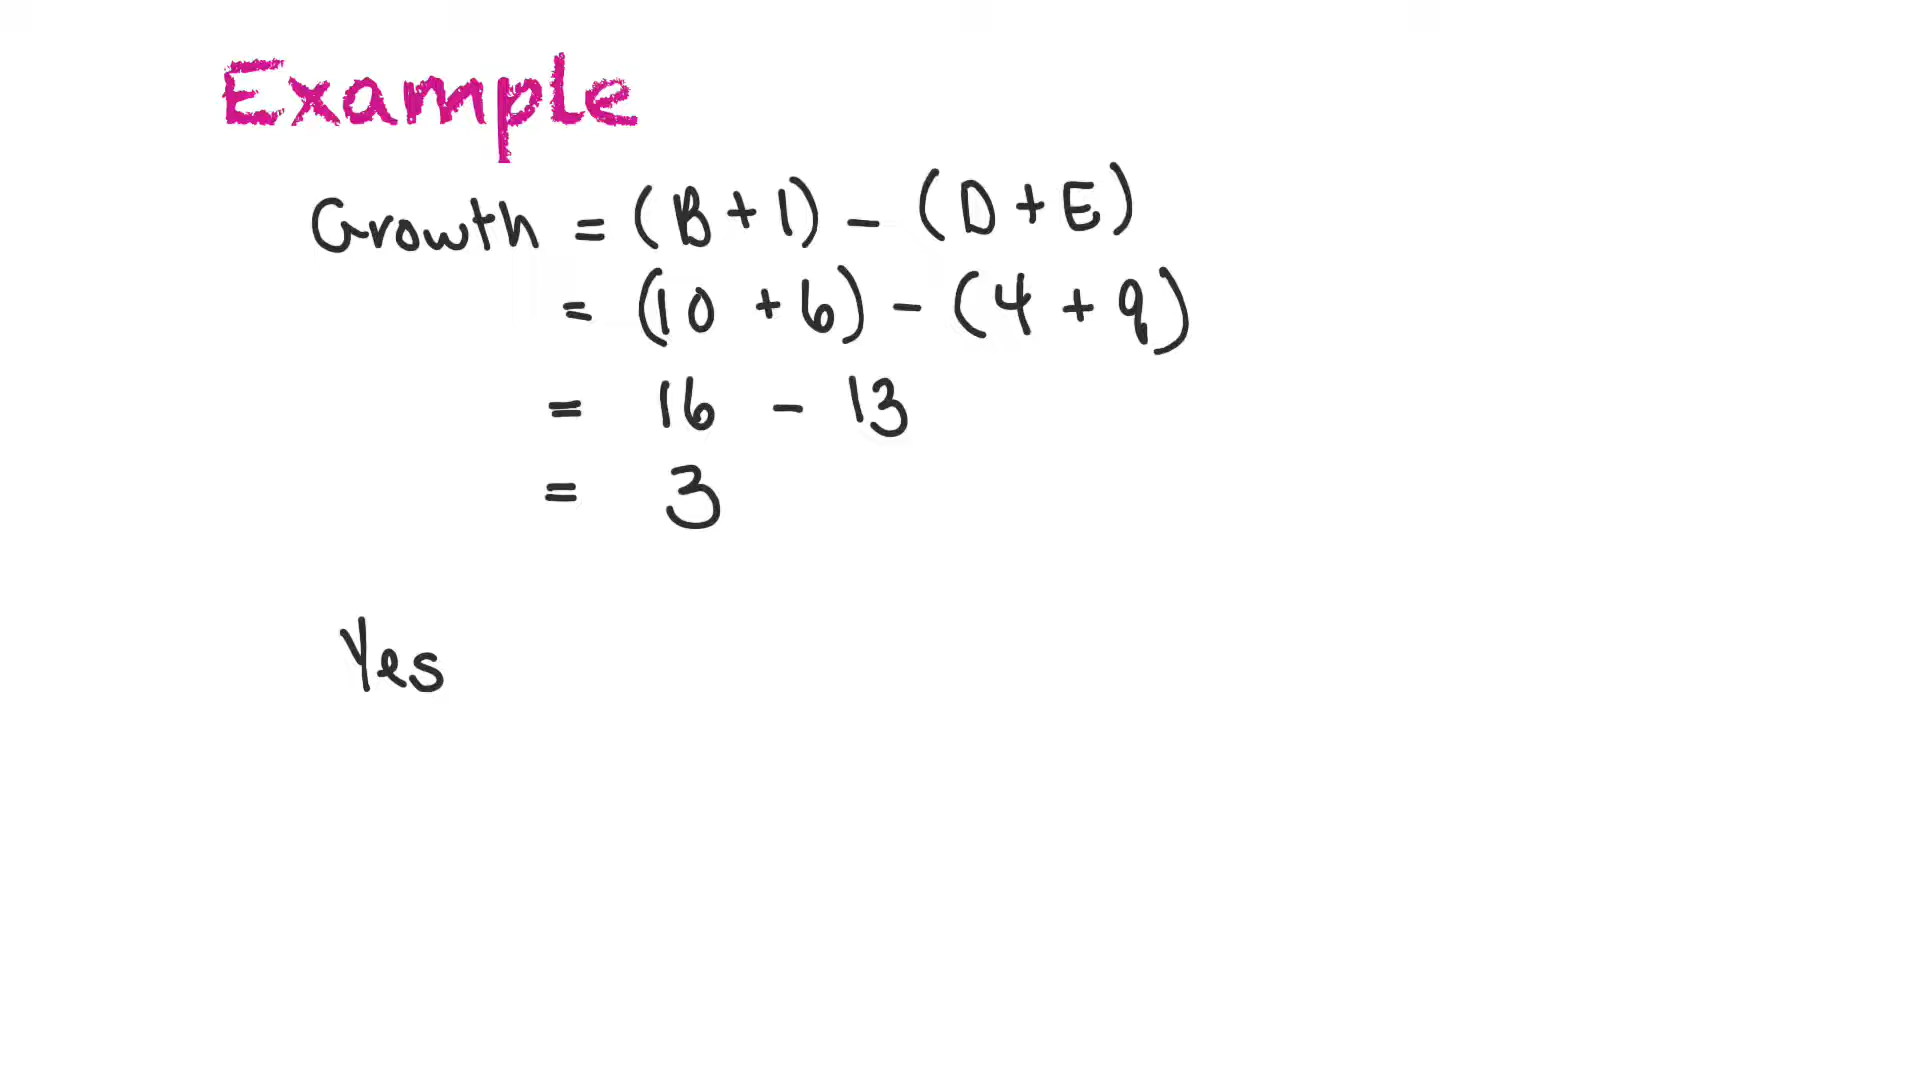 Example
Growth = (B + I) - (D + E)
= (10 + 6) - (4 + 9)
= 16 - 13
= 3
Yes